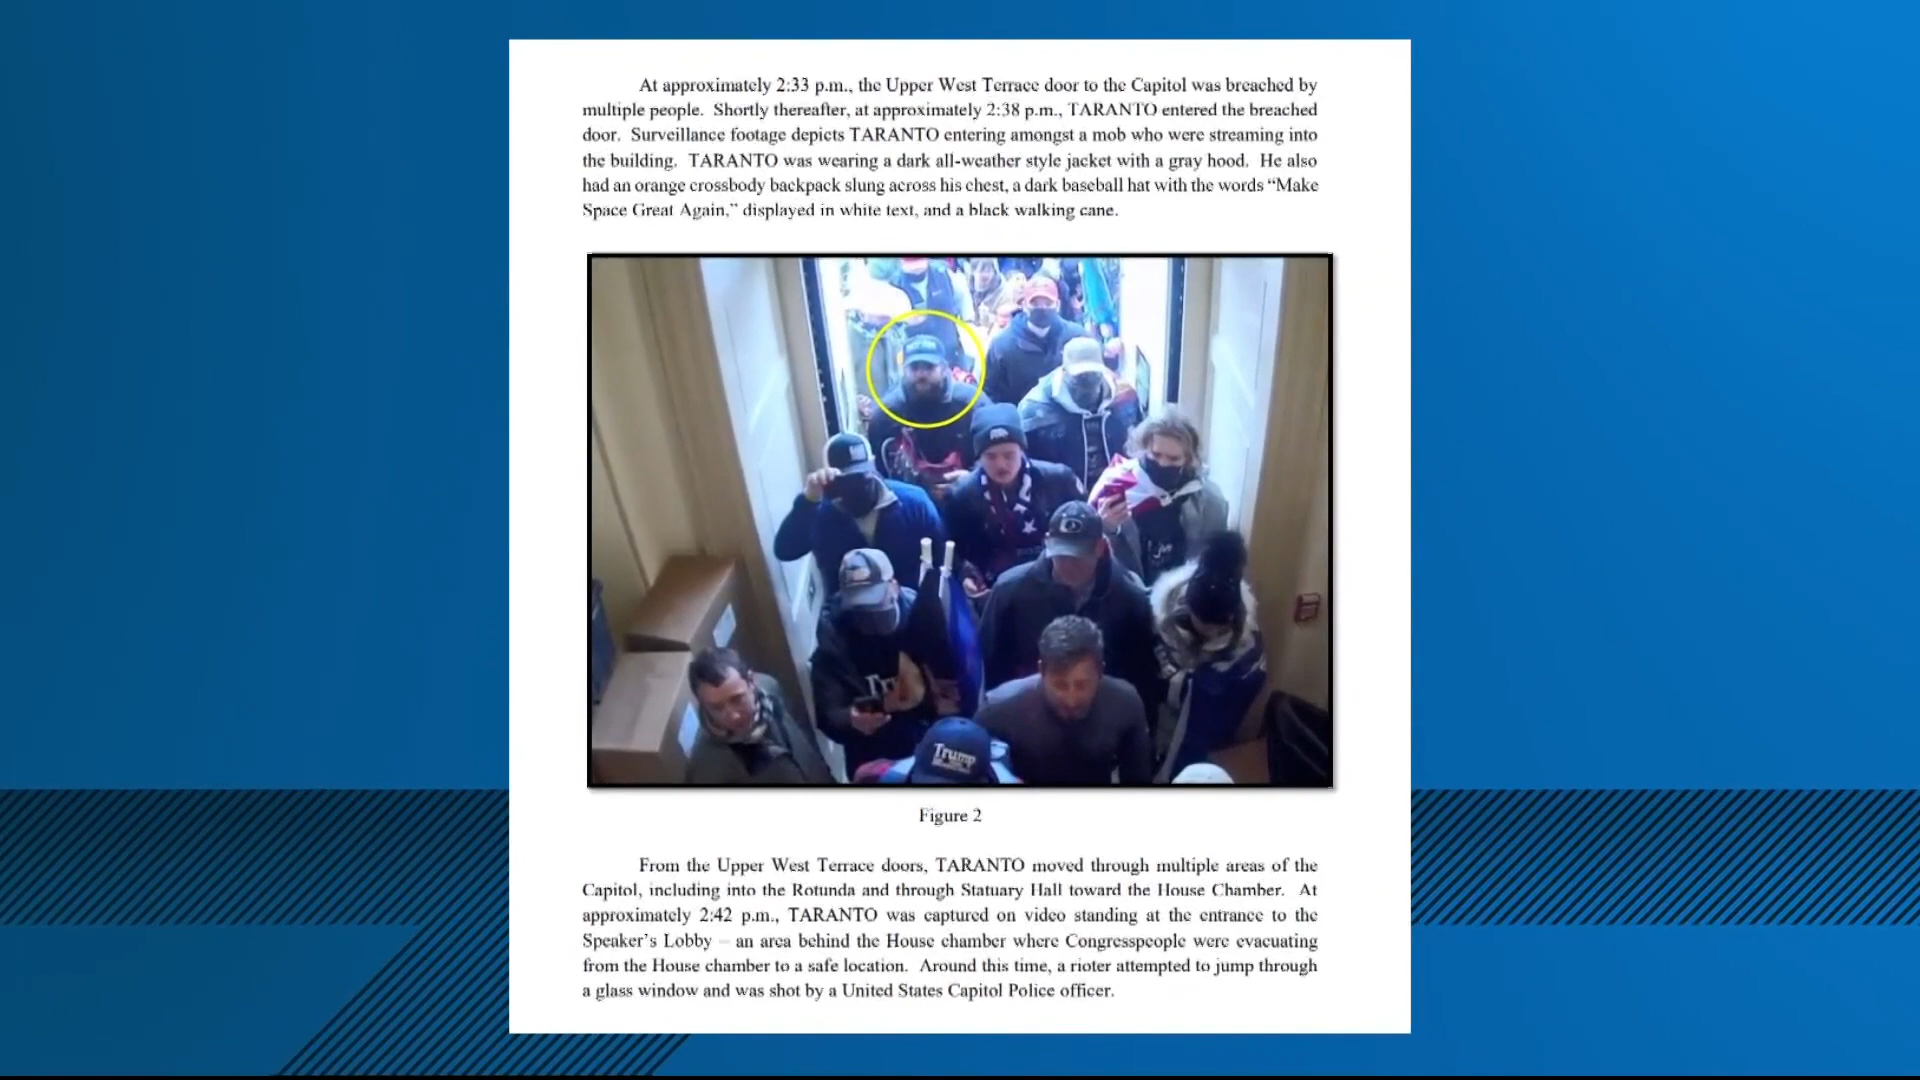 At approximately 2:33 p.m., the Upper West Terrace door to the Capitol was breached by
multiple people. Shortly thereafter, at approximately 2:38 p.m., TARANTO entered the breached
door. Surveillance footage depicts TARANTO entering amongst a mob who were streaming into
the building. TARANTO was wearing a dark all-weather style jacket with a gray hood. He also
had an orange crossbody backpack slung across his chest, a dark baseball hat with the words “Make
Space Great Again,” displayed in white text, and a black walking cane.
I just
Trump
Figure 2
From the Upper West Terrace doors, TARANTO moved through multiple areas of the
Capitol, including into the Rotunda and through Statuary Hall toward the House Chamber. At
approximately 2:42 p.m., TARANTO was captured on video standing at the entrance to the
Speaker’s Lobby – an area behind the House chamber where Congresspeople were evacuating
from the House chamber to a safe location. Around this time, a rioter attempted to jump through
a glass window and was shot by a United States Capitol Police officer.